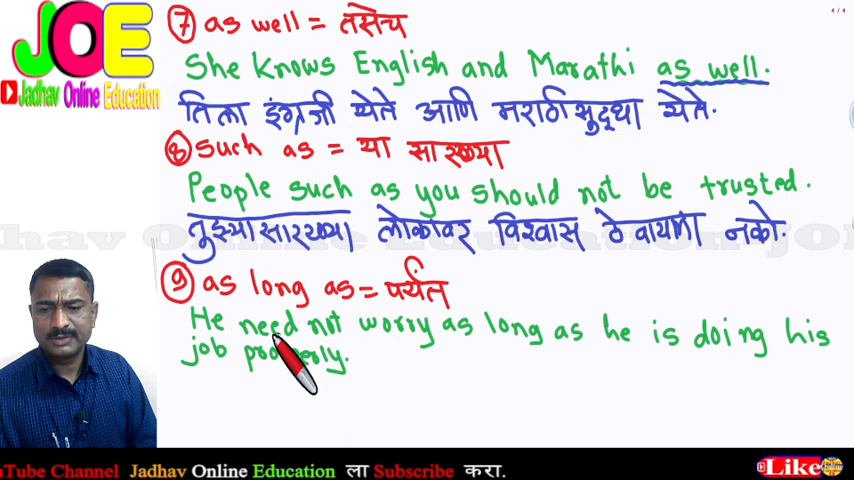 4/4
JOE
Jadhav Online Education
⑦ as well = तसेच
She knows English and Marathi as well.
तिला इंग्रजी येते आणि मराठी सुद्धा येते.
⑧ such as = या सारख्या
People such as you should not be trusted.
तुझ्यासारख्या लोकांवर विश्वास ठेवायला नको.
⑨ as long as = पर्यंत
He need not worry as long as he is doing his
job properly.
Tube Channel Jadhav Online Education ला Subscribe करा.
Like